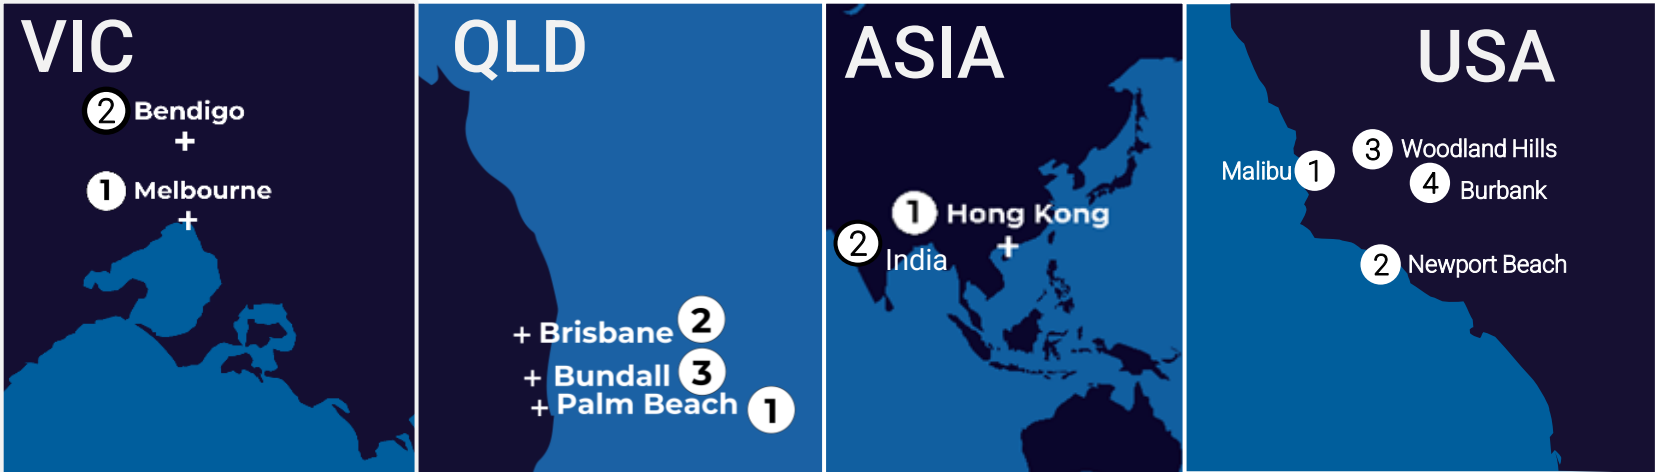 VIC
2 Bendigo
+
1 Melbourne
+
QLD
+ Brisbane 2
+ Bundall 3
+ Palm Beach 1
ASIA
1 Hong Kong
+
2 India
USA
3 Woodland Hills
Malibu 1
4 Burbank
2 Newport Beach